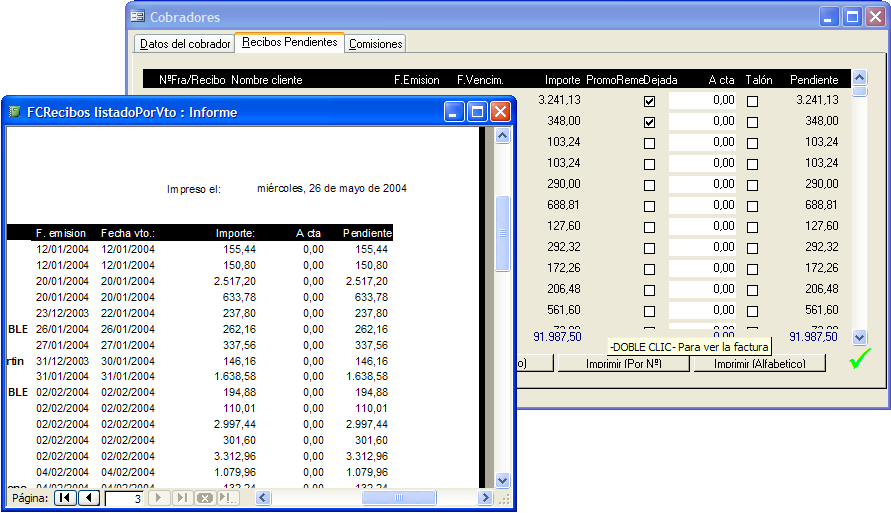 Cobradores
Datos del cobrador Recibos Pendientes Comisiones
NºFra/Recibo Nombre cliente F.Emision F.Vencim. Importe PromoRemeDejada A cta Talón Pendiente
3.241,13 0,00 3.241,13
348,00 0,00 348,00
103,24 0,00 103,24
103,24 0,00 103,24
290,00 0,00 290,00
688,81 0,00 688,81
127,60 0,00 127,60
292,32 0,00 292,32
172,26 0,00 172,26
206,48 0,00 206,48
561,60 0,00 561,60
91.987,50 0,00 91.987,50
-DOBLE CLIC- Para ver la factura
o) Imprimir (Por Nº) Imprimir (Alfabetico)
FCRecibos listadoPorVto : Informe
Impreso el: miércoles, 26 de mayo de 2004
F. emision Fecha vto.: Importe: A cta Pendiente
12/01/2004 12/01/2004 155,44 0,00 155,44
12/01/2004 12/01/2004 150,80 0,00 150,80
20/01/2004 20/01/2004 2.517,20 0,00 2.517,20
20/01/2004 20/01/2004 633,78 0,00 633,78
23/12/2003 22/01/2004 237,80 0,00 237,80
BLE 26/01/2004 26/01/2004 262,16 0,00 262,16
27/01/2004 27/01/2004 337,56 0,00 337,56
rtin 31/12/2003 30/01/2004 146,16 0,00 146,16
31/01/2004 31/01/2004 1.638,58 0,00 1.638,58
BLE 02/02/2004 02/02/2004 194,88 0,00 194,88
02/02/2004 02/02/2004 110,01 0,00 110,01
02/02/2004 02/02/2004 2.997,44 0,00 2.997,44
02/02/2004 02/02/2004 301,60 0,00 301,60
02/02/2004 02/02/2004 3.312,96 0,00 3.312,96
04/02/2004 04/02/2004 1.079,96 0,00 1.079,96
04/02/2004 04/02/2004 132,24 0,00 132,24
Página: 3